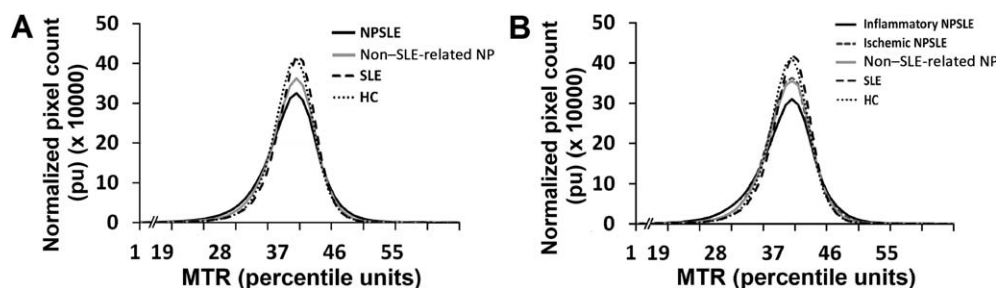 A
Normalized pixel count
(pu) (x 10000)
50
40
30
20
10
0
NPSLE
Non–SLE-related NP
SLE
HC
1 19 28 37 46 55
MTR (percentile units)
B
Normalized pixel count
(pu) (x 10000)
50
40
30
20
10
0
Inflammatory NPSLE
Ischemic NPSLE
Non–SLE-related NP
SLE
HC
1 19 28 37 46 55
MTR (percentile units)